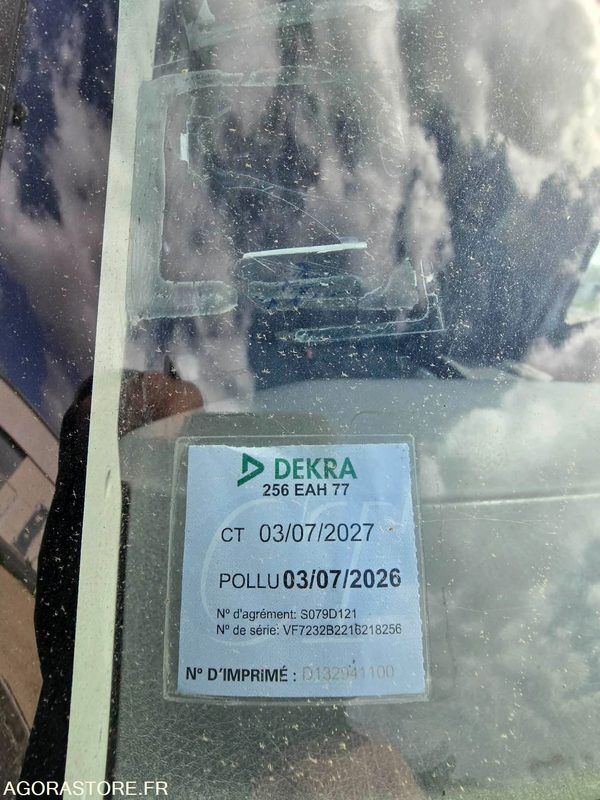 DEKRA
256 EAH 77
CT 03/07/2027
POLLU 03/07/2026
N° d'agrément: S079D121
N° de série: VF7232B2216218256
N° D'IMPRIMÉ : D132941100
AGORASTORE.FR